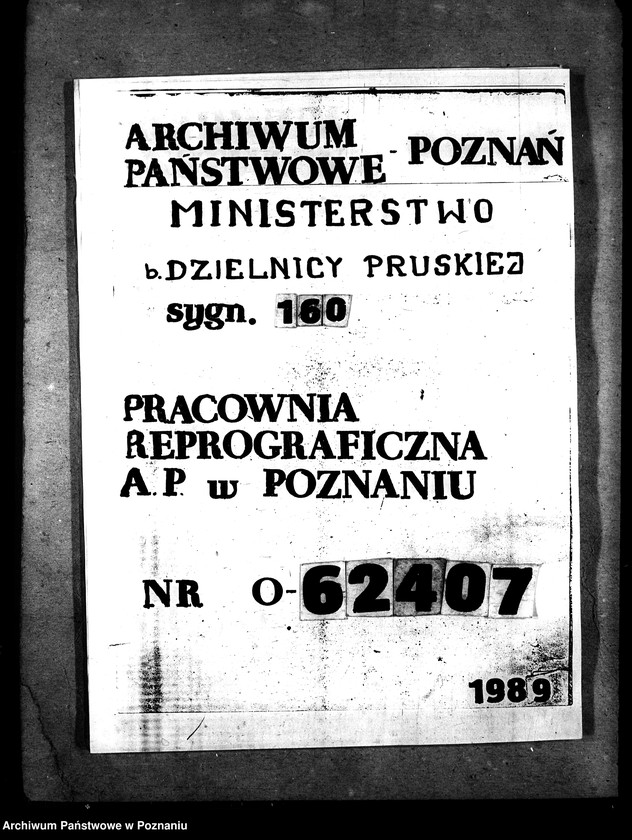 ARCHIWUM
PAŃSTWOWE - POZNAŃ
MINISTERSTWO
b. DZIELNICY PRUSKIEJ
sygn. 160
PRACOWNIA
REPROGRAFICZNA
A.P. w POZNANIU
NR O-62407
1989
Archiwum Państwowe w Poznaniu